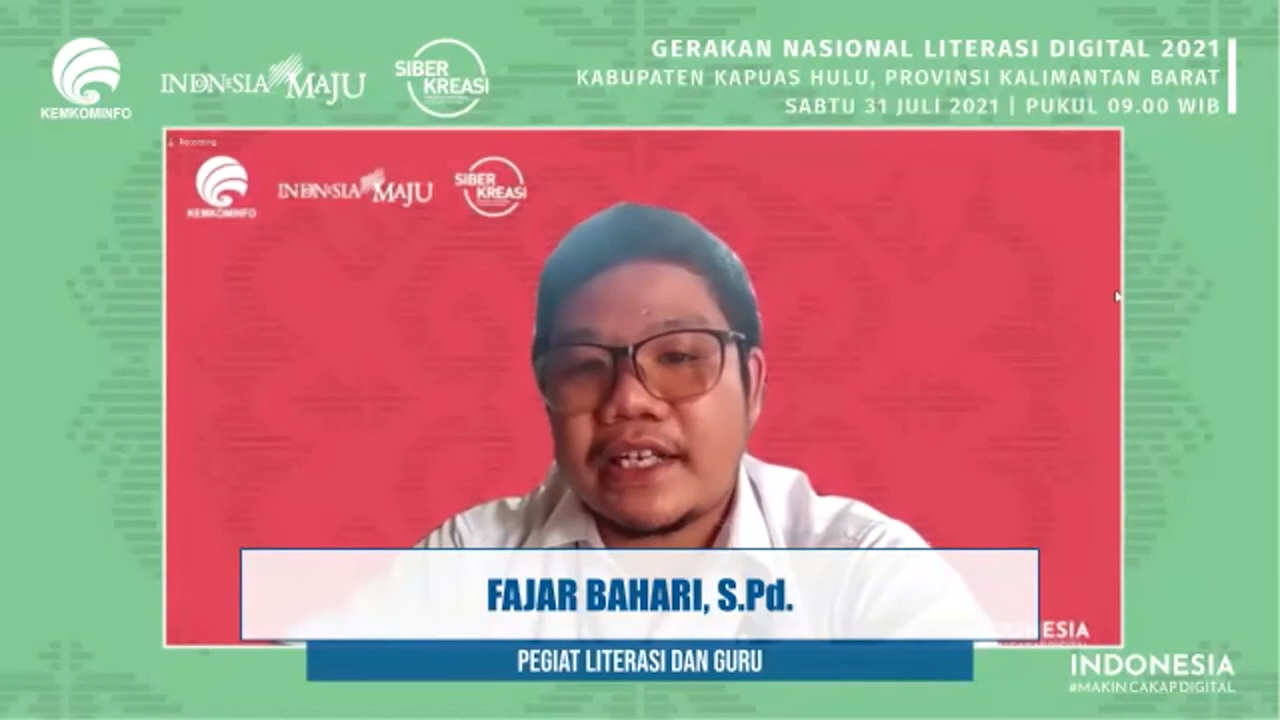 KEMKOMINFO
INDONESIA MAJU
SIBER
KREASI
GERAKAN NASIONAL LITERASI DIGITAL 2021
KABUPATEN KAPUAS HULU, PROVINSI KALIMANTAN BARAT
SABTU 31 JULI 2021 | PUKUL 09.00 WIB
Recording
KEMKOMINFO
INDONESIA MAJU
SIBER
KREASI
FAJAR BAHARI, S.Pd.
PEGIAT LITERASI DAN GURU
ESIA
INDONESIA
#MAKINCAKAPDIGITAL